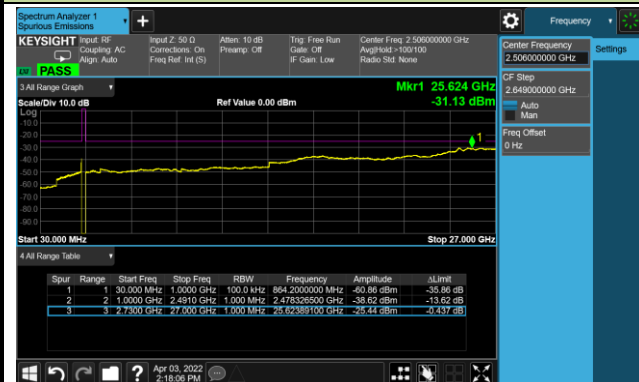 Spectrum Analyzer 1
Spurious Emissions
Frequency
KEYSIGHT
Input: RF
Coupling: AC
Align: Auto
Input Z: 50 Ω
Corrections: On
Freq Ref: Int (S)
Atten: 10 dB
Preamp: Off
Trig: Free Run
Gate: Off
IF Gain: Low
Center Freq: 2.506000000 GHz
Avg|Hold:>100/100
Radio Std: None
PASS
Center Frequency
2.506000000 GHz
Settings
CF Step
2.649000000 GHz
Auto
Man
Freq Offset
0 Hz
3 All Range Graph
Mkr1 25.624 GHz
Scale/Div 10.0 dB
Ref Value 0.00 dBm
-31.13 dBm
Log
-10.0
-20.0
-30.0
-40.0
-50.0
-60.0
-70.0
-80.0
-90.0
1
Start 30.000 MHz
Stop 27.000 GHz
4 All Range Table
Spur Range Start Freq Stop Freq RBW Frequency Amplitude ΔLimit
1 1 30.000 MHz 1.0000 GHz 100.0 kHz 864.2000000 MHz -60.86 dBm -35.86 dB
2 2 1.0000 GHz 2.4910 GHz 1.000 MHz 2.478326500 GHz -38.62 dBm -13.62 dB
3 3 2.7300 GHz 27.000 GHz 1.000 MHz 25.62389100 GHz -25.44 dBm -0.437 dB
?
Apr 03, 2022
2:18:06 PM